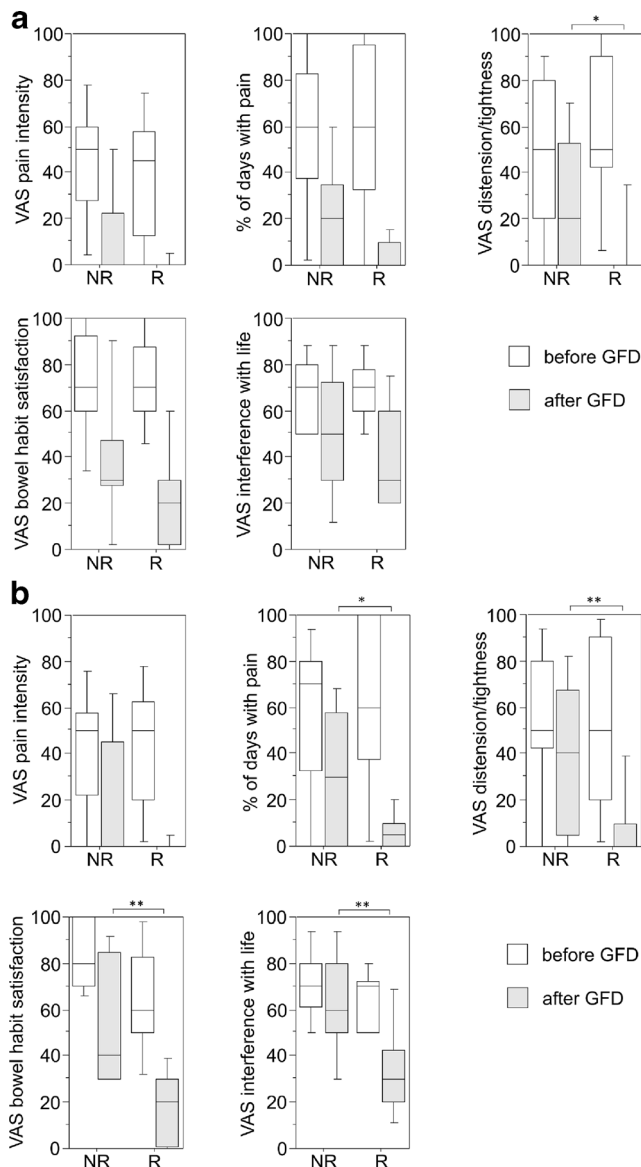 a
VAS pain intensity
100
80
60
40
20
0
NR
R
% of days with pain
100
80
60
40
20
0
NR
R
VAS distension/tightness
*
100
80
60
40
20
0
NR
R
VAS bowel habit satisfaction
100
80
60
40
20
0
NR
R
VAS interference with life
100
80
60
40
20
0
NR
R
before GFD
after GFD
b
VAS pain intensity
100
80
60
40
20
0
NR
R
% of days with pain
*
100
80
60
40
20
0
NR
R
VAS distension/tightness
**
100
80
60
40
20
0
NR
R
VAS bowel habit satisfaction
**
100
80
60
40
20
0
NR
R
VAS interference with life
**
100
80
60
40
20
0
NR
R
before GFD
after GFD